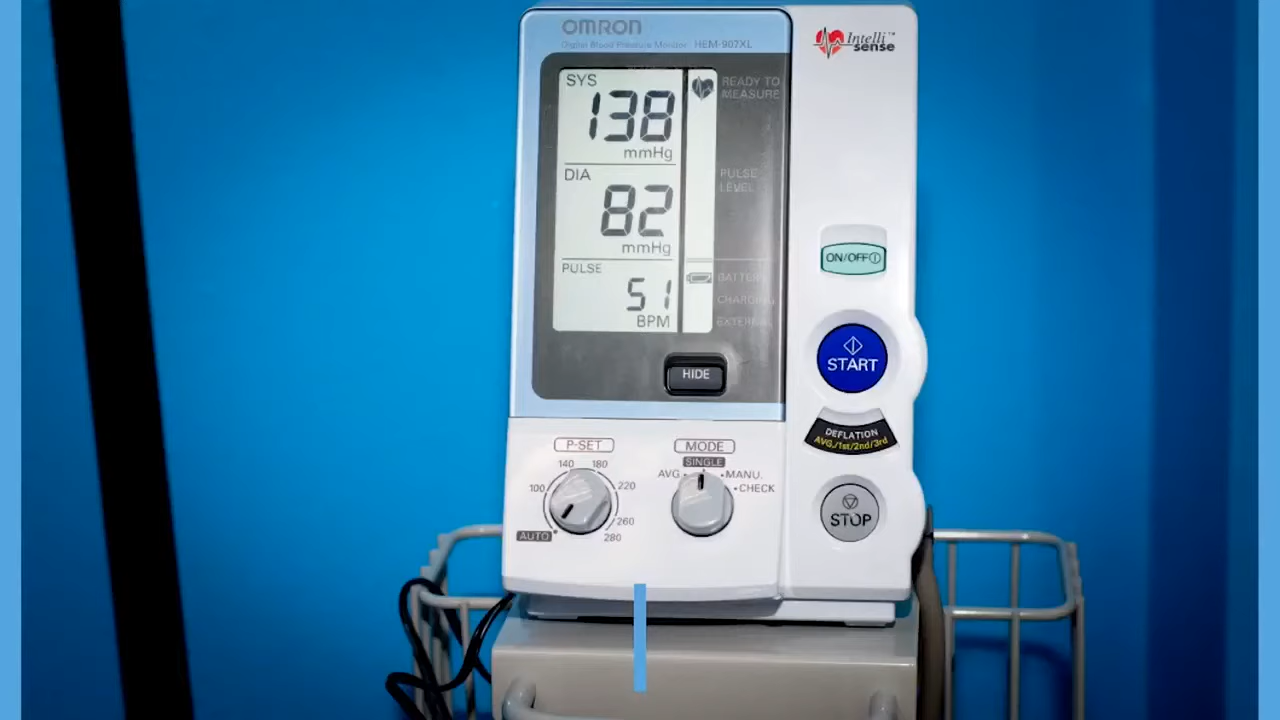 OMRON
Digital Blood Pressure Monitor HEM-907XL
Intelli™
sense
SYS
138
mmHg
READY TO
MEASURE
DIA
82
mmHg
PULSE
LEVEL
PULSE
51
BPM
BATTERY
CHARGING
EXTERNAL
HIDE
ON/OFF
START
DEFLATION
AVG./1st/2nd/3rd
STOP
P-SET
140 180
100 220
260
AUTO 280
MODE
SINGLE
AVG. MANU.
CHECK